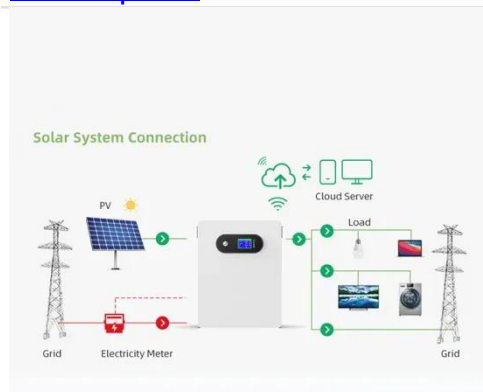 Solar System Connection
Cloud Server
PV
Load
Grid
Electricity Meter
Grid